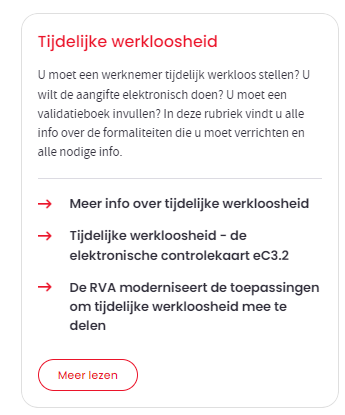 Tijdelijke werkloosheid
U moet een werknemer tijdelijk werkloos stellen? U
wilt de aangifte elektronisch doen? U moet een
validatieboek invullen? In deze rubriek vindt u alle
info over de formaliteiten die u moet verrichten en
alle nodige info.
Meer info over tijdelijke werkloosheid
Tijdelijke werkloosheid - de
elektronische controlekaart eC3.2
De RVA moderniseert de toepassingen
om tijdelijke werkloosheid mee te
delen
Meer lezen